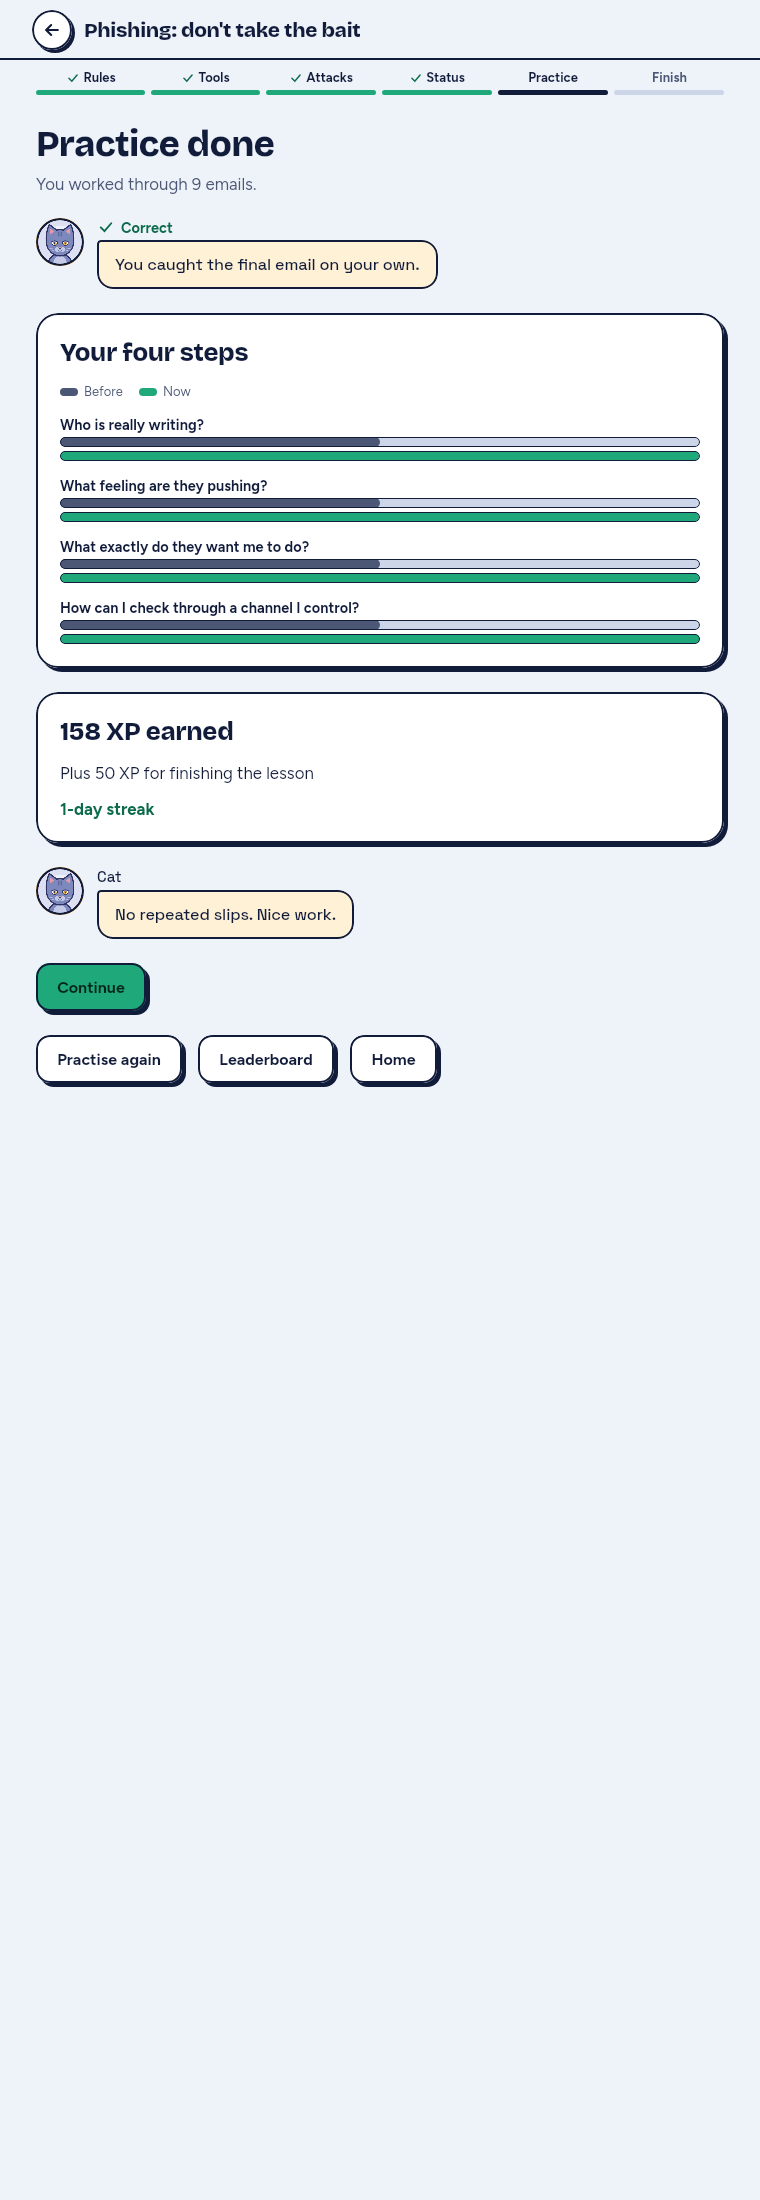 Phishing: don't take the bait
Rules
Tools
Attacks
Status
Practice
Finish
Practice done
You worked through 9 emails.
Correct
You caught the final email on your own.
Your four steps
Before
Now
Who is really writing?
What feeling are they pushing?
What exactly do they want me to do?
How can I check through a channel I control?
158 XP earned
Plus 50 XP for finishing the lesson
1-day streak
Cat
No repeated slips. Nice work.
Continue
Practise again
Leaderboard
Home